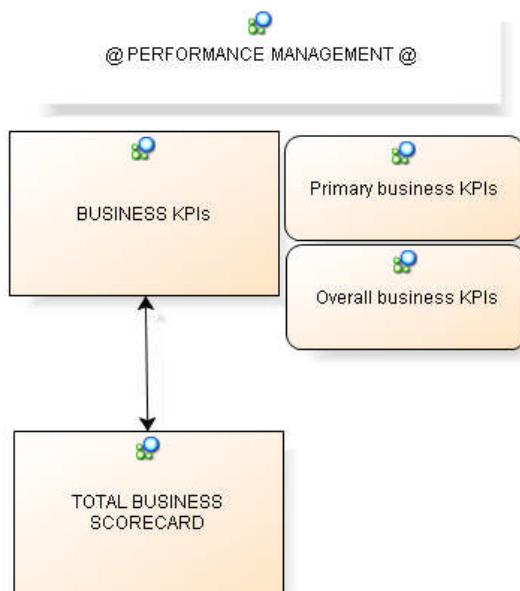 @ PERFORMANCE MANAGEMENT @
BUSINESS KPIs
Primary business KPIs
Overall business KPIs
TOTAL BUSINESS
SCORECARD